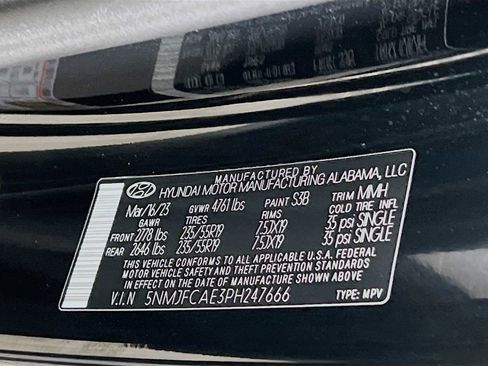 MANUFACTURED BY
HYUNDAI MOTOR MANUFACTURING ALABAMA, LLC
Mar/16/23 GVWR 4761 lbs PAINT S3B TRIM MMH
GAWR TIRES RIMS COLD TIRE INFL
FRONT 2778 lbs 235/55R19 7.5JX19 35 psi SINGLE
REAR 2646 lbs 235/55R19 7.5JX19 35 psi SINGLE
THIS VEHICLE CONFORMS TO ALL APPLICABLE U.S.A. FEDERAL
MOTOR VEHICLE SAFETY AND THEFT PREVENTION STANDARDS
IN EFFECT ON THE DATE OF MANUFACTURE SHOWN ABOVE.
V.I.N 5NMJFCAE3PH247666 TYPE: MPV